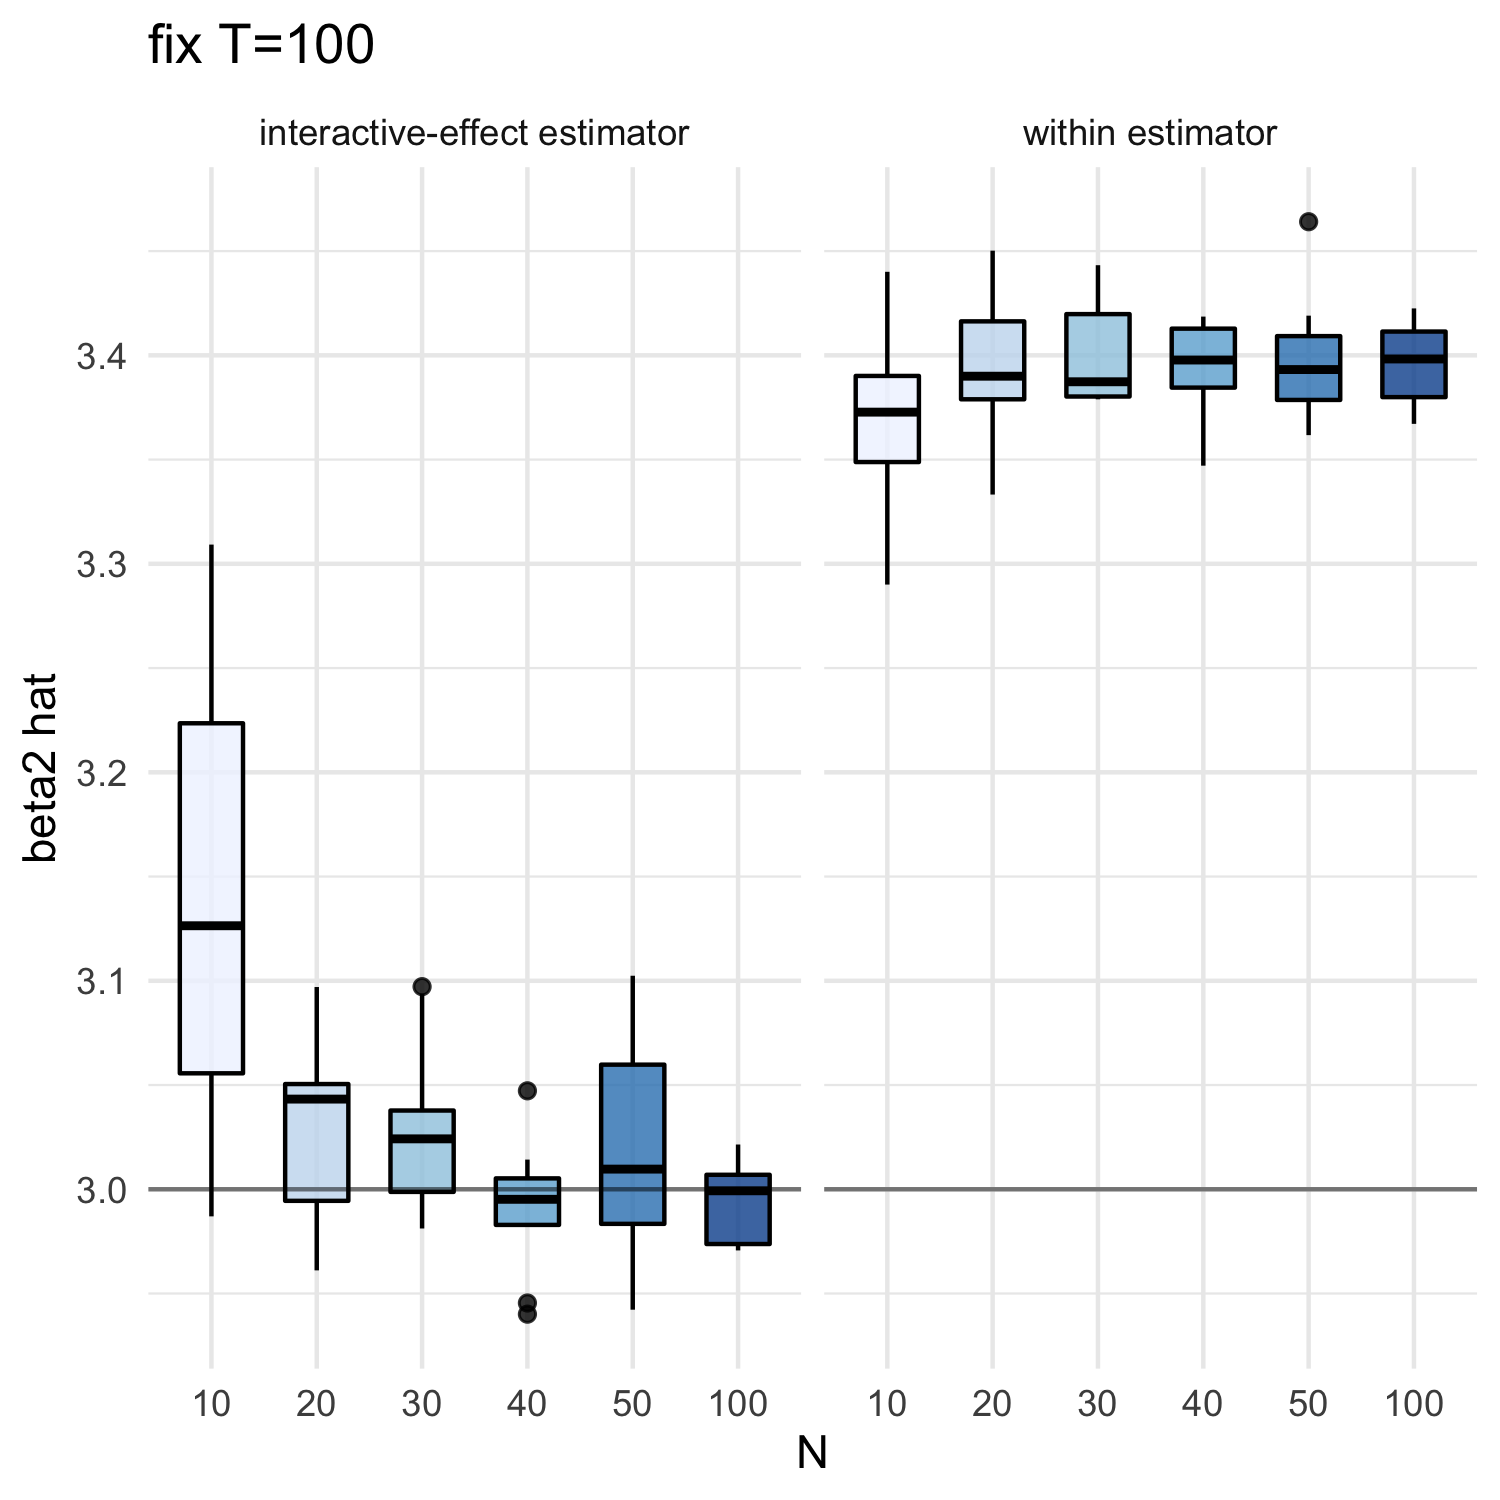 fix T=100
interactive-effect estimator
within estimator
beta2 hat
3.4
3.3
3.2
3.1
3.0
10 20 30 40 50 100
10 20 30 40 50 100
N